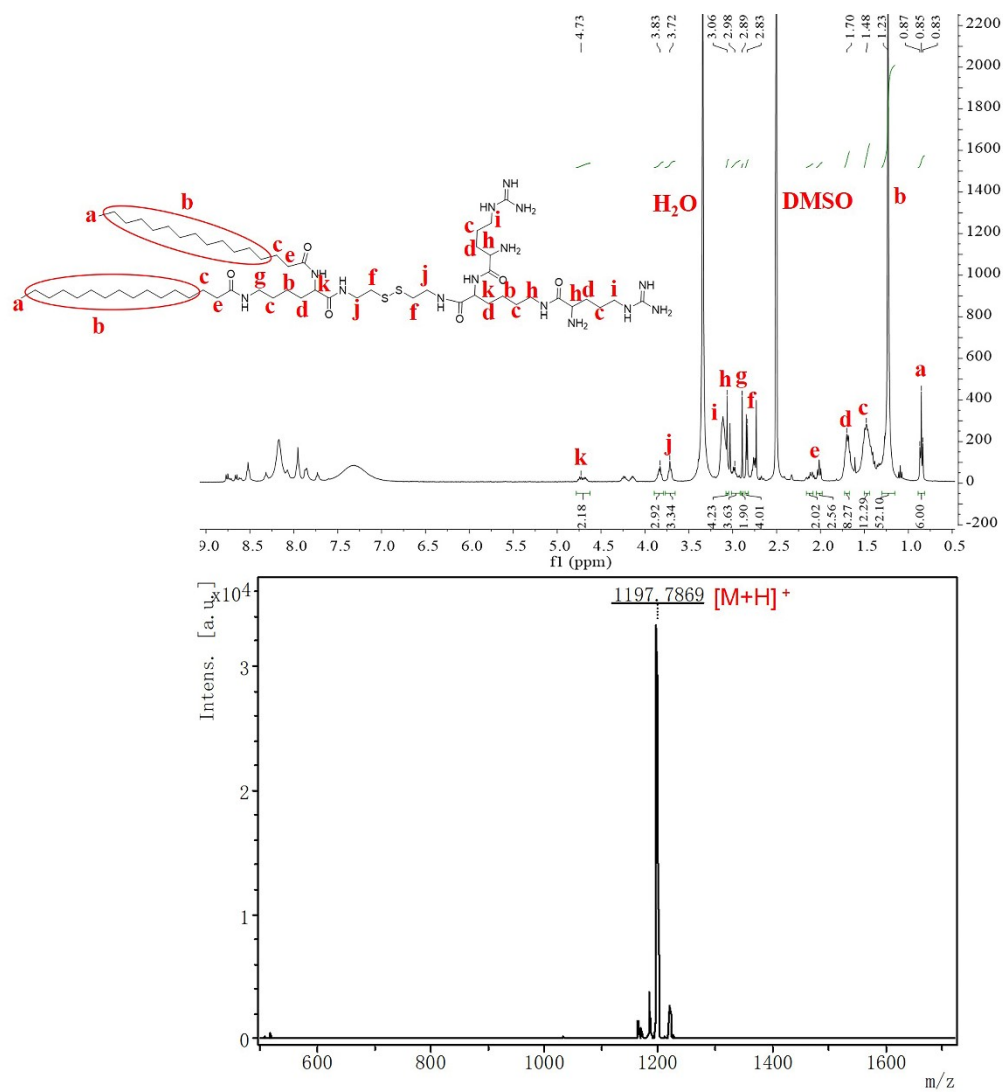 4.73
3.83
3.72
3.06
2.98
2.89
2.83
1.70
1.48
1.23
0.87
0.85
0.83
2200
2000
1800
1600
1400
1200
1000
800
600
400
200
0
-200
H₂O
DMSO
b
b
a
c
O
e
NH
a
b
c
e
O
N
H
g
b
c
d
k
O
H
N
j
f
S
S
f
j
H
N
O
k
d
b
c
h
HN
O
h
NH₂
d
c
i
N
H
NH
NH₂
HN
i
NH
NH₂
c
d
h
NH₂
O
NH
k
j
i
h
g
f
e
d
c
a
2.18
2.92
3.34
4.23
3.63
1.90
4.01
2.02
2.56
8.27
12.29
52.10
6.00
9.0 8.5 8.0 7.5 7.0 6.5 6.0 5.5 5.0 4.5 4.0 3.5 3.0 2.5 2.0 1.5 1.0 0.5
f1 (ppm)
Intens. [a.u.]
x10⁴
1197.7869 [M+H]⁺
3
2
1
0
600 800 1000 1200 1400 1600
m/z